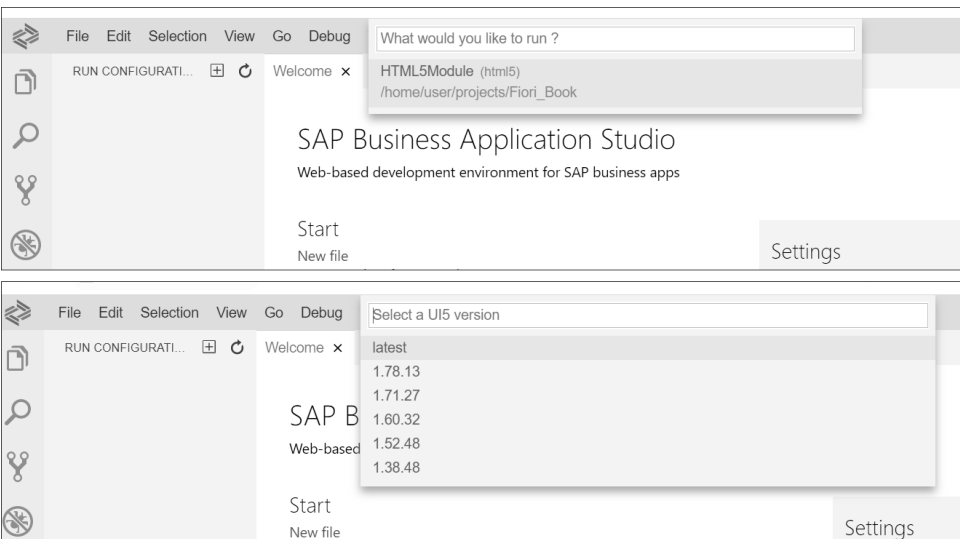 File Edit Selection View Go Debug
What would you like to run ?
RUN CONFIGURATI...
Welcome
HTML5Module (html5)
/home/user/projects/Fiori_Book
SAP Business Application Studio
Web-based development environment for SAP business apps
Start
New file
Settings
File Edit Selection View Go Debug
Select a UI5 version
RUN CONFIGURATI...
Welcome
latest
1.78.13
1.71.27
1.60.32
1.52.48
1.38.48
SAP B
Web-based
Start
New file
Settings